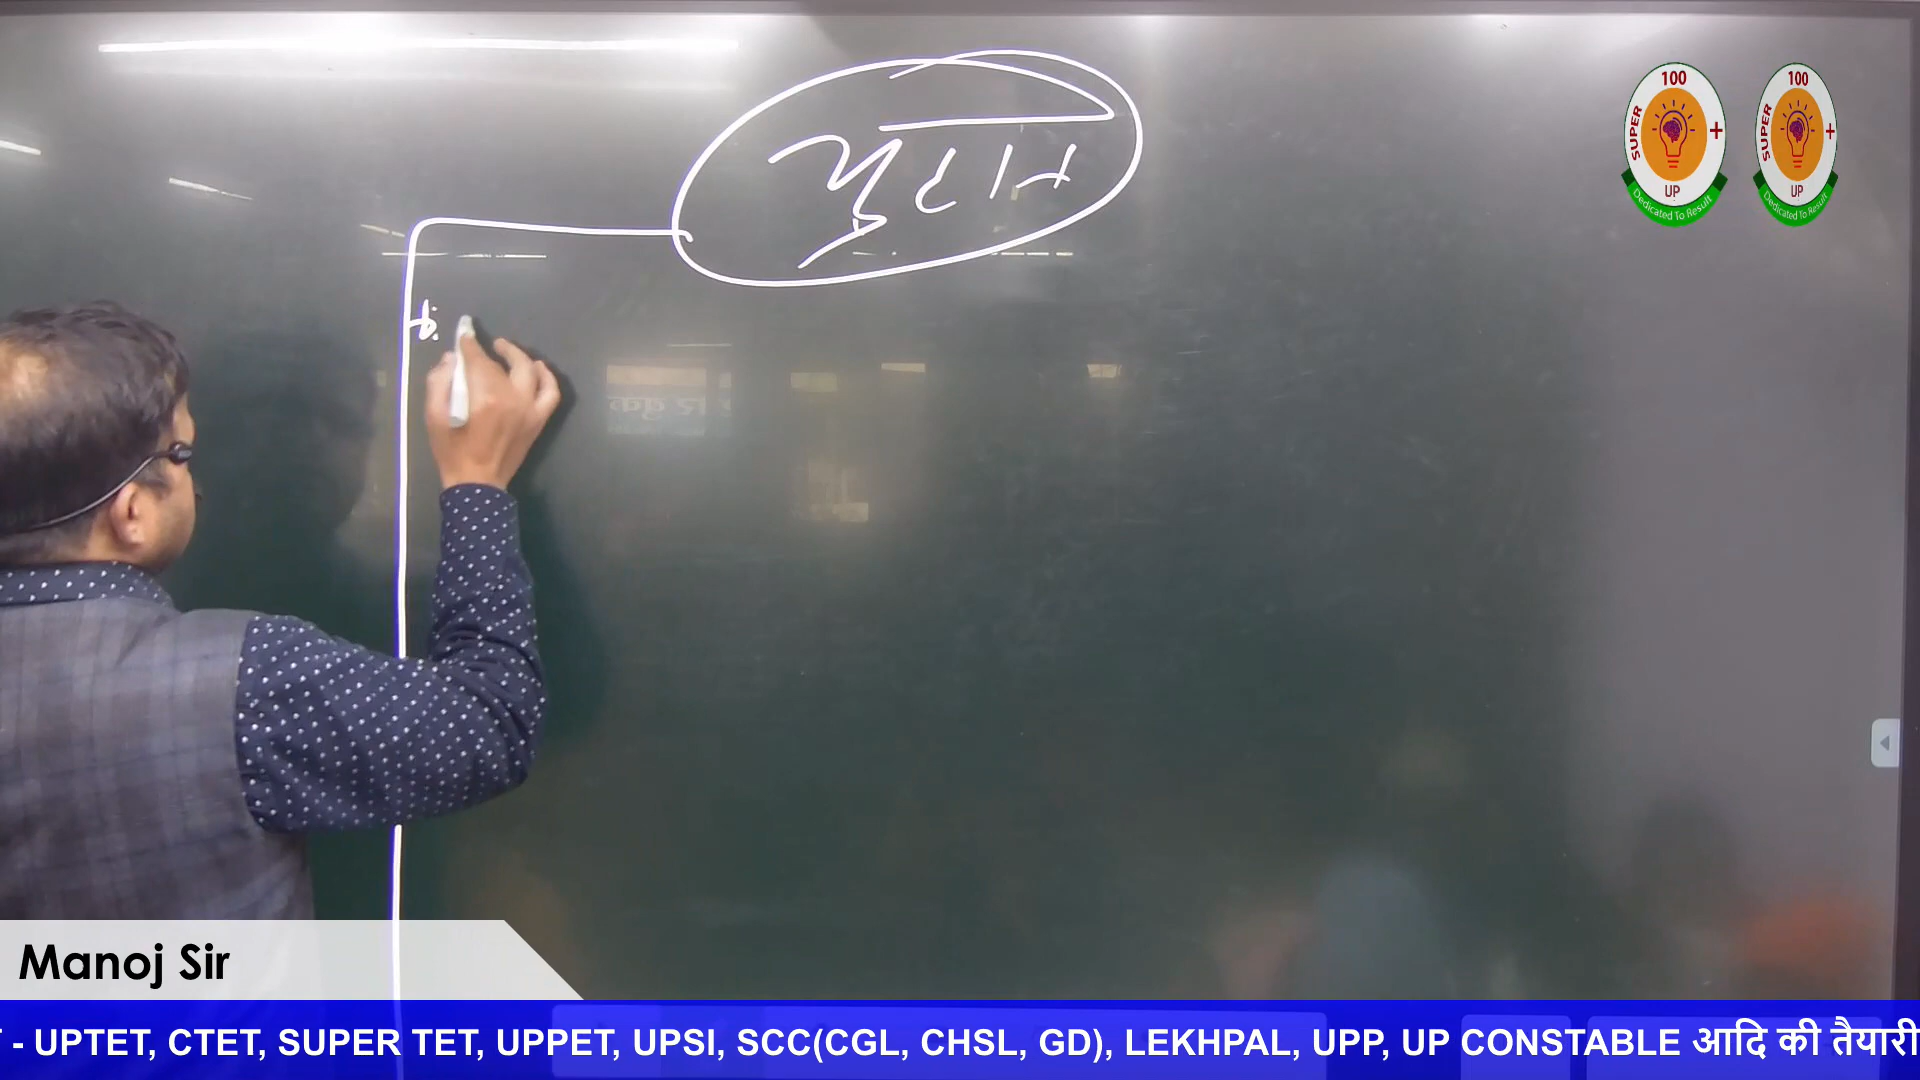 100
SUPER
+
UP
Dedicated To Result
100
SUPER
+
UP
Dedicated To Result
Manoj Sir
- UPTET, CTET, SUPER TET, UPPET, UPSI, SCC(CGL, CHSL, GD), LEKHPAL, UPP, UP CONSTABLE आदि की तैयारी